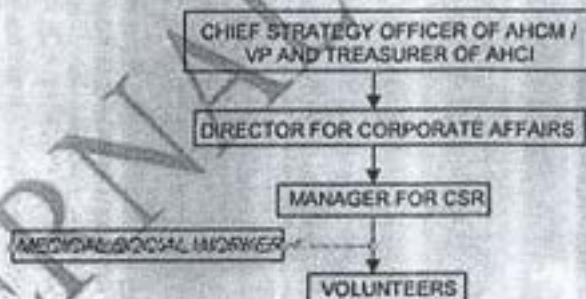 CHIEF STRATEGY OFFICER OF AHCM /
VP AND TREASURER OF AHCI
DIRECTOR FOR CORPORATE AFFAIRS
MANAGER FOR CSR
MEDICAL SOCIAL WORKER
VOLUNTEERS